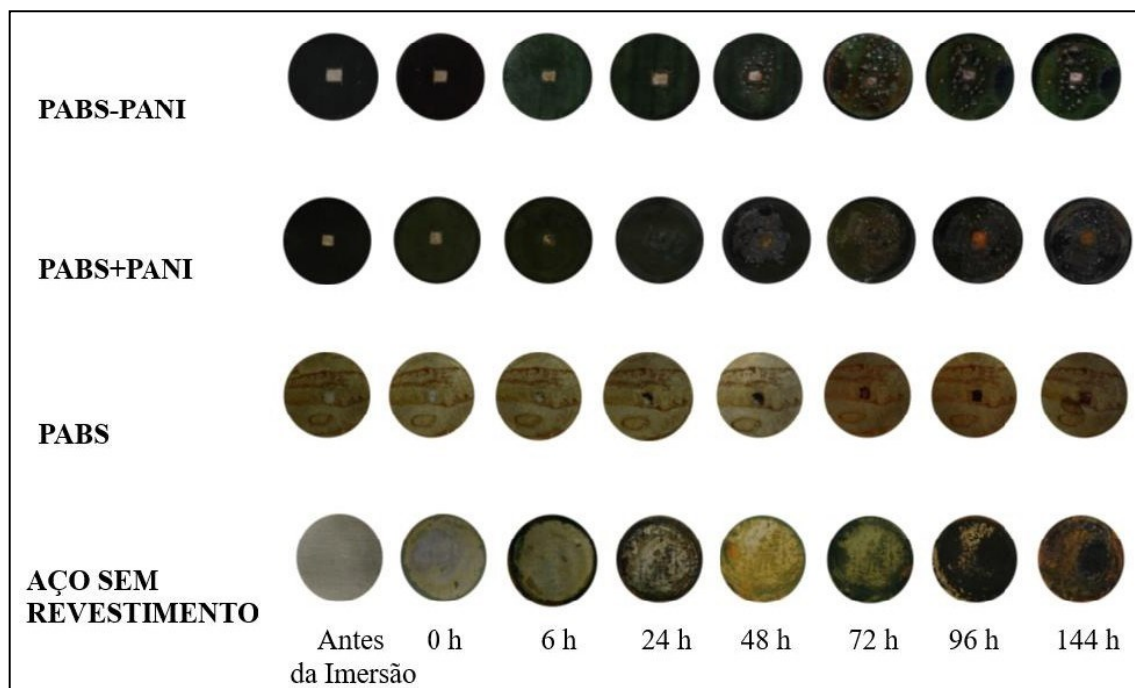 PABS-PANI
PABS+PANI
PABS
AÇO SEM
REVESTIMENTO
Antes
da Imersão
0 h
6 h
24 h
48 h
72 h
96 h
144 h